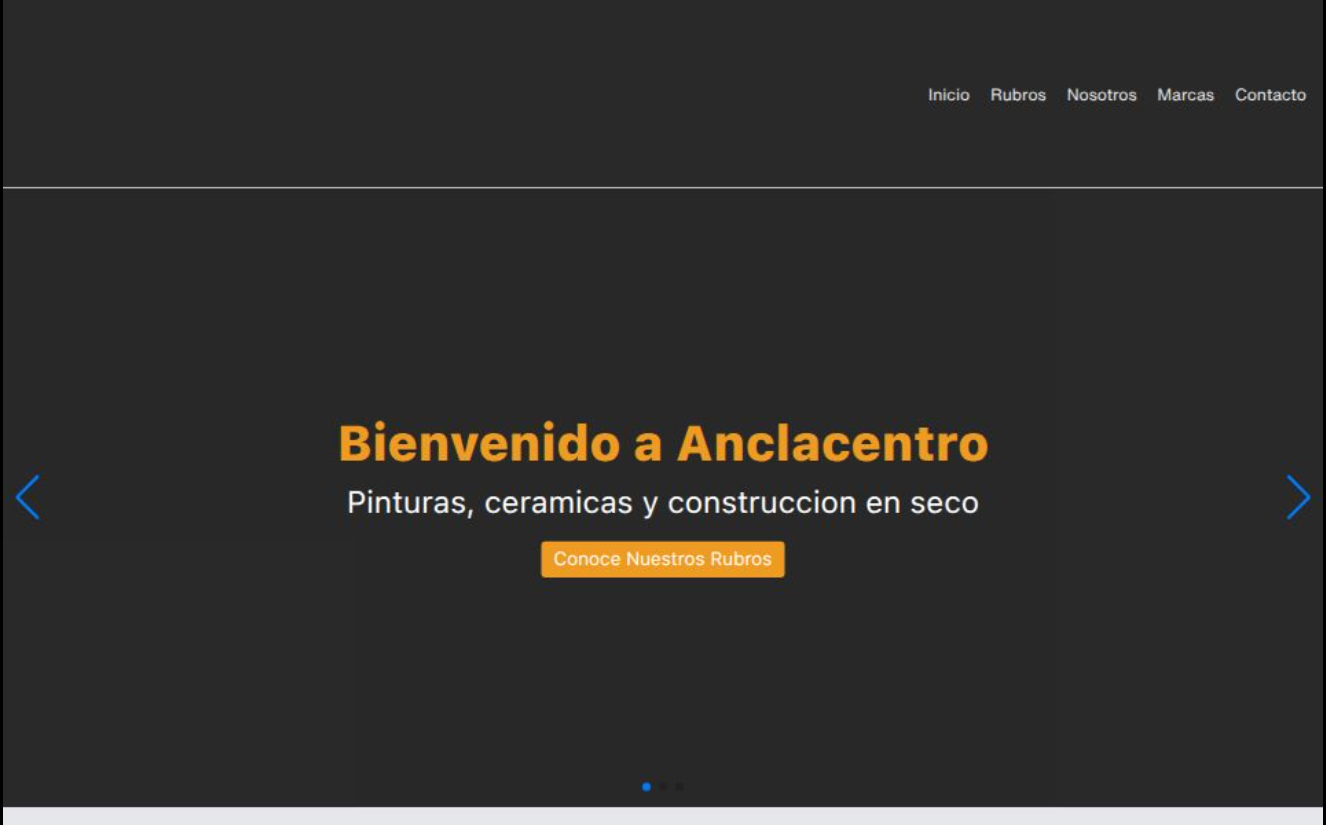 Inicio Rubros Nosotros Marcas Contacto
Bienvenido a Anclacentro
Pinturas, ceramicas y construccion en seco
Conoce Nuestros Rubros